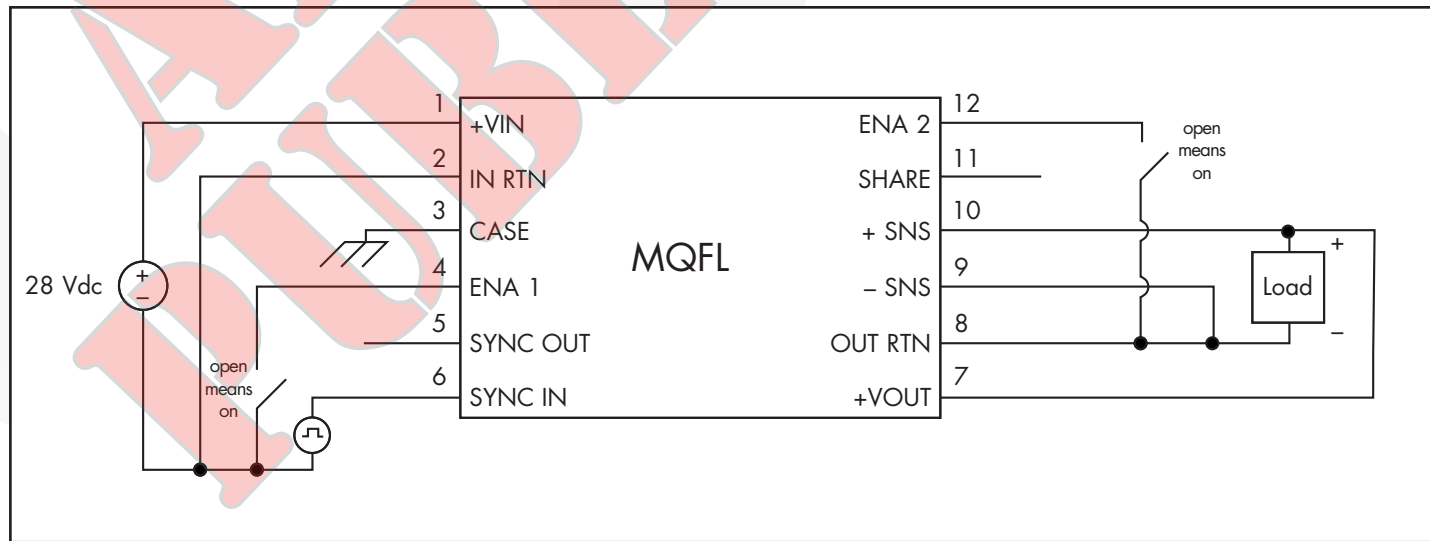 1
+VIN
2
IN RTN
3
CASE
4
ENA 1
5
SYNC OUT
6
SYNC IN
28 Vdc
+
−
open
means
on
MQFL
12
ENA 2
11
SHARE
10
+ SNS
9
− SNS
8
OUT RTN
7
+VOUT
open
means
on
Load
+
−